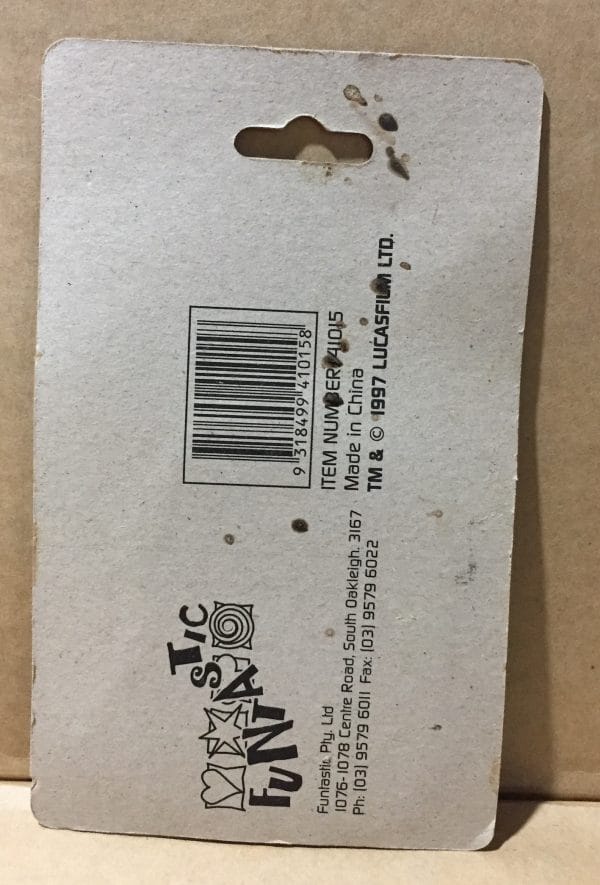 FUNTASTIC
Funtastic Pty. Ltd
1076-1078 Centre Road, South Oakleigh. 3167
Ph: (03) 9579 6011 Fax: (03) 9579 6022
9 318499 410158
ITEM NUMBER 141015
Made in China
TM & © 1997 LUCASFILM LTD.